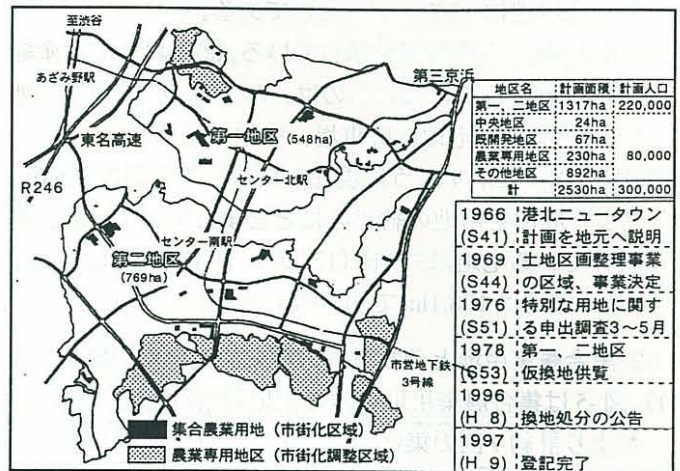 至渋谷
あざみ野駅
第三京浜
東名高速
第一地区 (548ha)
センター北駅
R246
センター南駅
第二地区
(769ha)
市営地下鉄
3号線
集合農業用地（市街化区域）
農業専用地区（市街化調整区域）
地区名 計画面積 計画人口
第一、二地区 1317ha 220,000
中央地区 24ha
既開発地区 67ha
農業専用地区 230ha 80,000
その他地区 892ha
計 2530ha 300,000
1966 港北ニュータウン
(S41) 計画を地元へ説明
1969 土地区画整理事業
(S44) の区域、事業決定
1976 特別な用地に関す
(S51) る申出調査3～5月
1978 第一、二地区
(S53) 仮換地供覧
1996
(H 8) 換地処分の公告
1997
(H 9) 登記完了